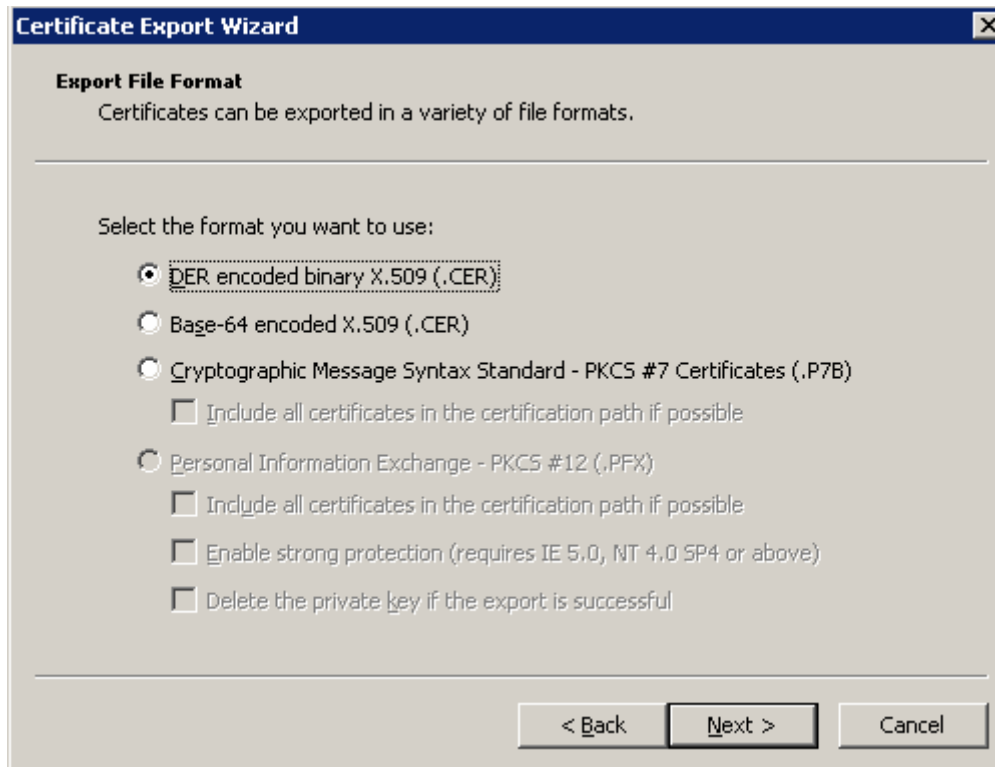 Certificate Export Wizard
Export File Format
Certificates can be exported in a variety of file formats.
Select the format you want to use:
DER encoded binary X.509 (.CER)
Base-64 encoded X.509 (.CER)
Cryptographic Message Syntax Standard - PKCS #7 Certificates (.P7B)
Include all certificates in the certification path if possible
Personal Information Exchange - PKCS #12 (.PFX)
Include all certificates in the certification path if possible
Enable strong protection (requires IE 5.0, NT 4.0 SP4 or above)
Delete the private key if the export is successful
< Back Next > Cancel